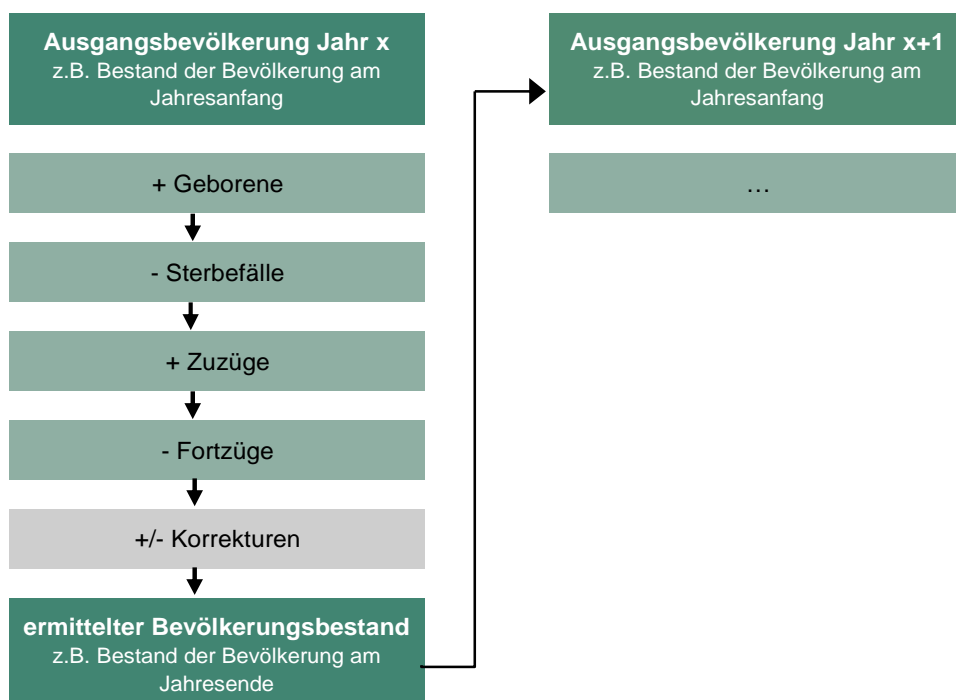 Ausgangsbevölkerung Jahr x
z.B. Bestand der Bevölkerung am
Jahresanfang
+ Geborene
- Sterbefälle
+ Zuzüge
- Fortzüge
+/- Korrekturen
ermittelter Bevölkerungsbestand
z.B. Bestand der Bevölkerung am
Jahresende
Ausgangsbevölkerung Jahr x+1
z.B. Bestand der Bevölkerung am
Jahresanfang
…